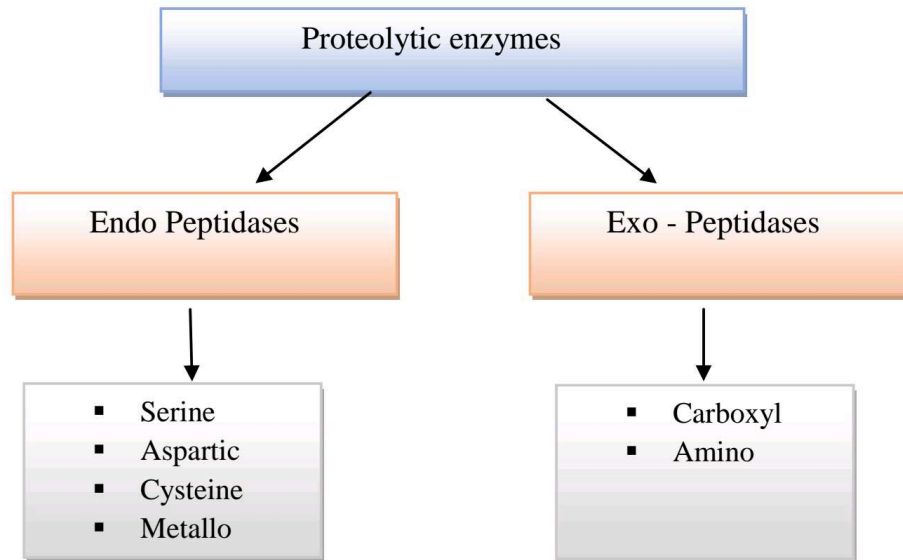 Proteolytic enzymes
Endo Peptidases
Exo - Peptidases
▪ Serine
▪ Aspartic
▪ Cysteine
▪ Metallo
▪ Carboxyl
▪ Amino